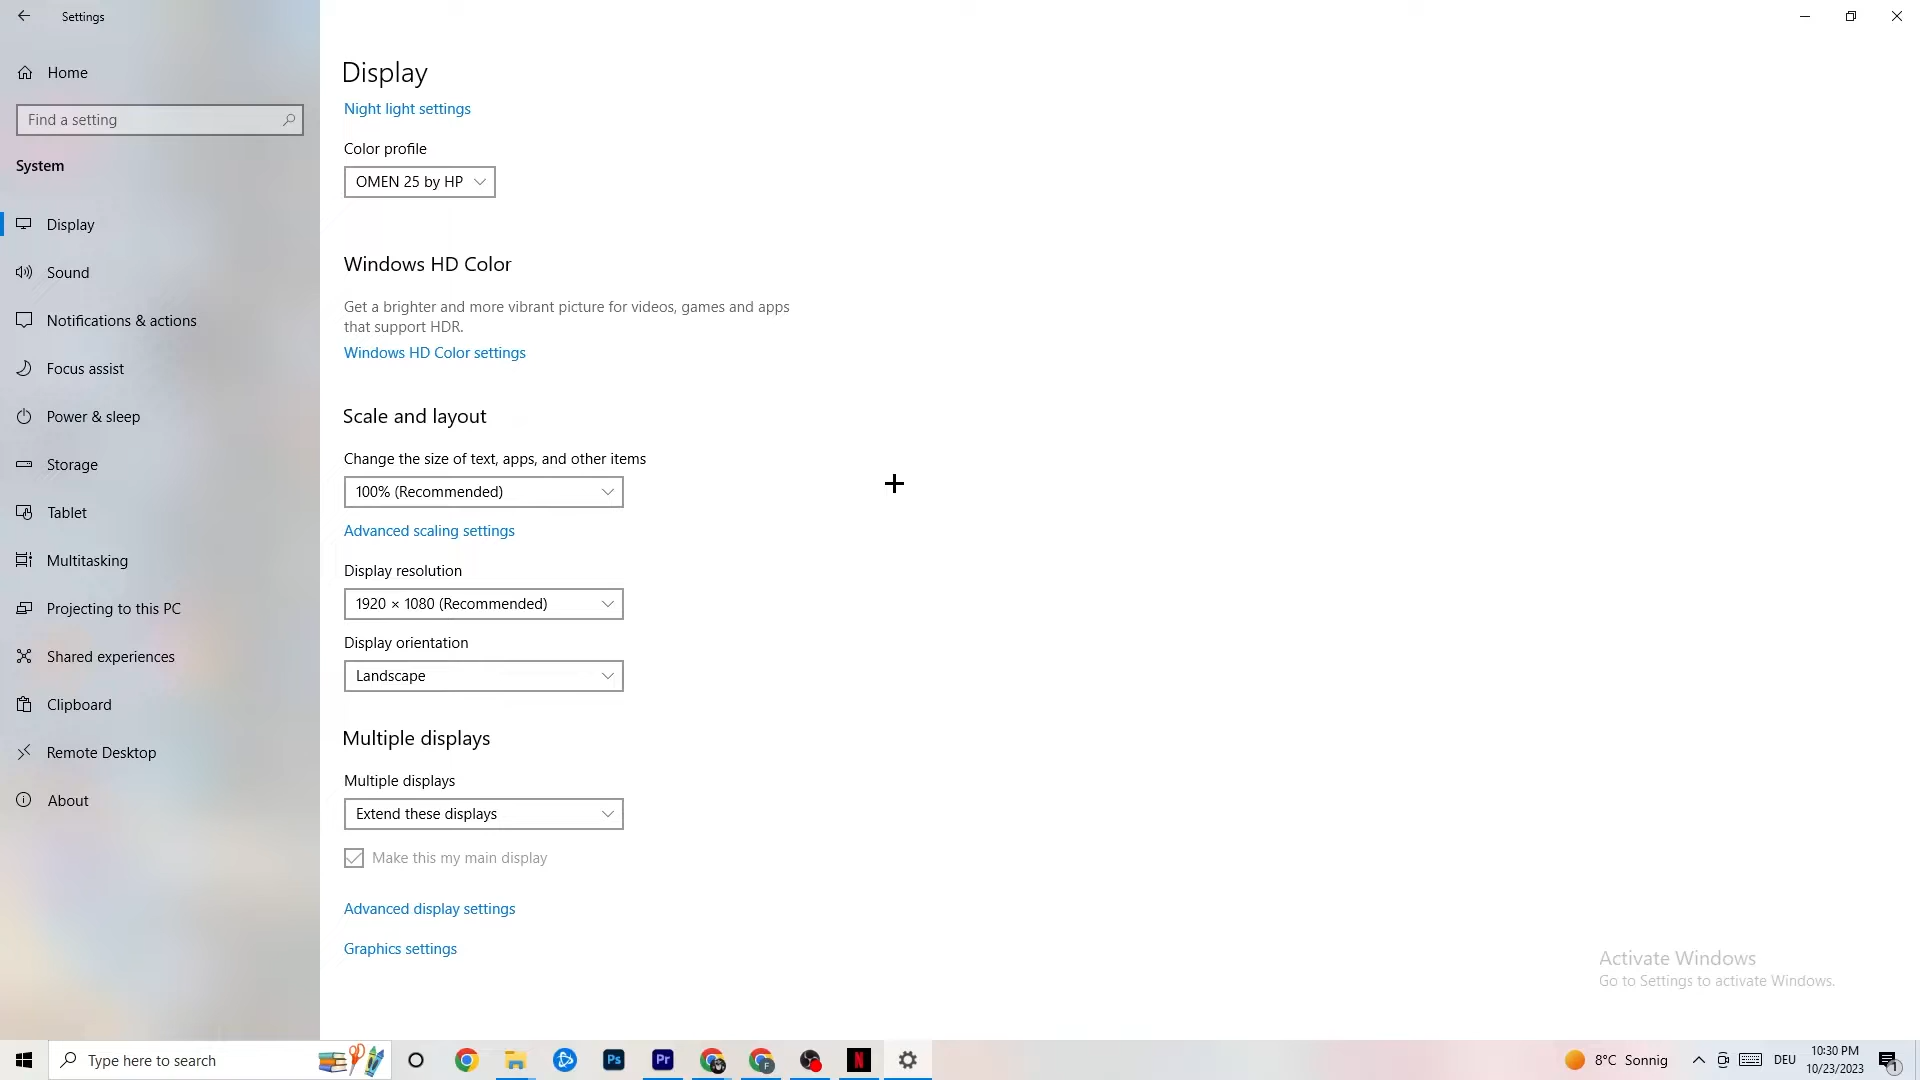 Settings
Home
Find a setting
System
Display
Sound
Notifications & actions
Focus assist
Power & sleep
Storage
Tablet
Multitasking
Projecting to this PC
Shared experiences
Clipboard
Remote Desktop
About
Display
Night light settings
Color profile
OMEN 25 by HP
Windows HD Color
Get a brighter and more vibrant picture for videos, games and apps
that support HDR.
Windows HD Color settings
Scale and layout
Change the size of text, apps, and other items
100% (Recommended)
Advanced scaling settings
Display resolution
1920 × 1080 (Recommended)
Display orientation
Landscape
Multiple displays
Multiple displays
Extend these displays
Make this my main display
Advanced display settings
Graphics settings
Activate Windows
Go to Settings to activate Windows.
Type here to search
Ps
Pr
F
N
8°C Sonnig
DEU
10:30 PM
10/23/2023
1